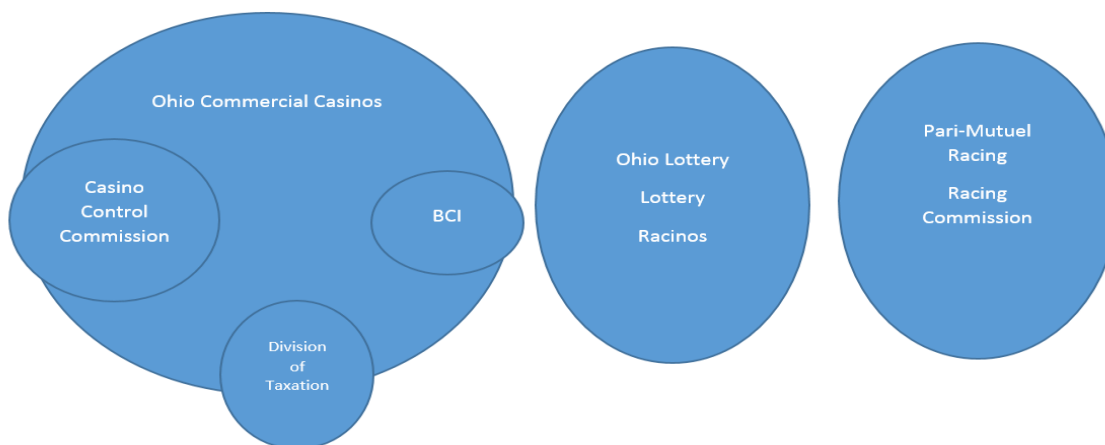 Ohio Commercial Casinos
Casino
Control
Commission
BCI
Division
of
Taxation
Ohio Lottery
Lottery
Racinos
Pari-Mutuel
Racing
Racing
Commission